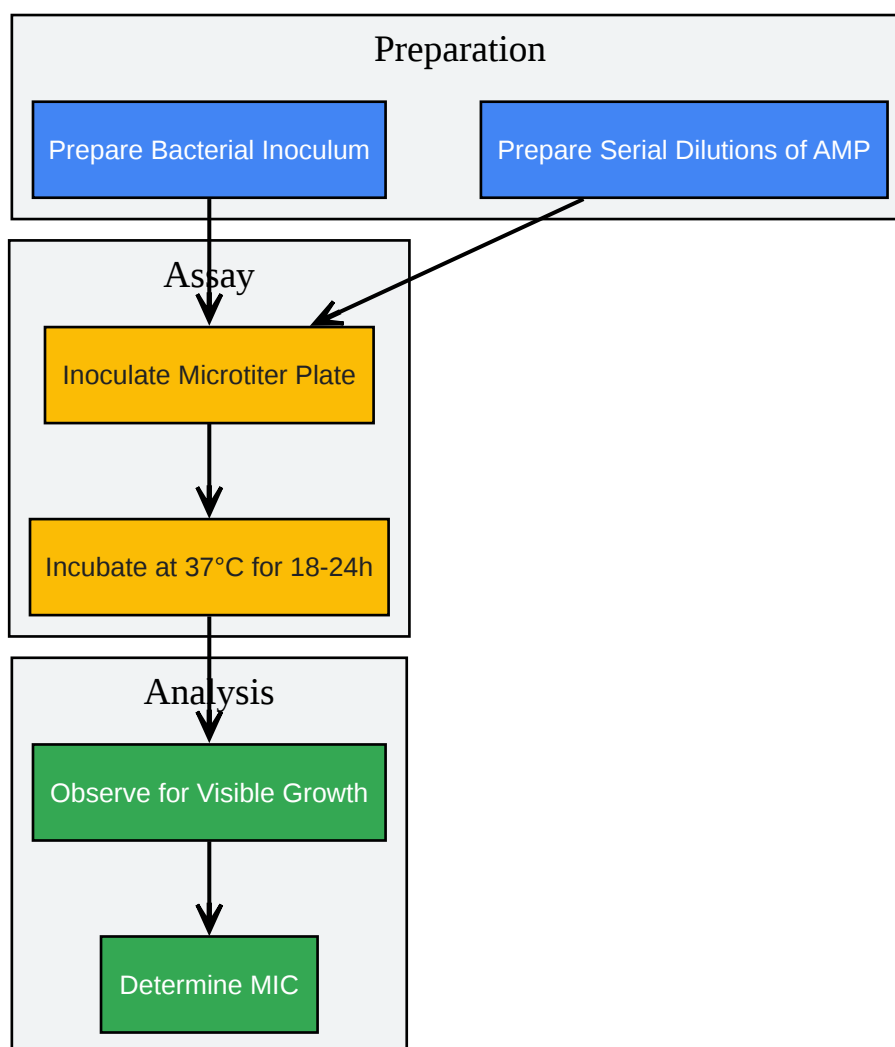 Preparation
Prepare Bacterial Inoculum
Prepare Serial Dilutions of AMP
Assay
Inoculate Microtiter Plate
Incubate at 37°C for 18-24h
Analysis
Observe for Visible Growth
Determine MIC